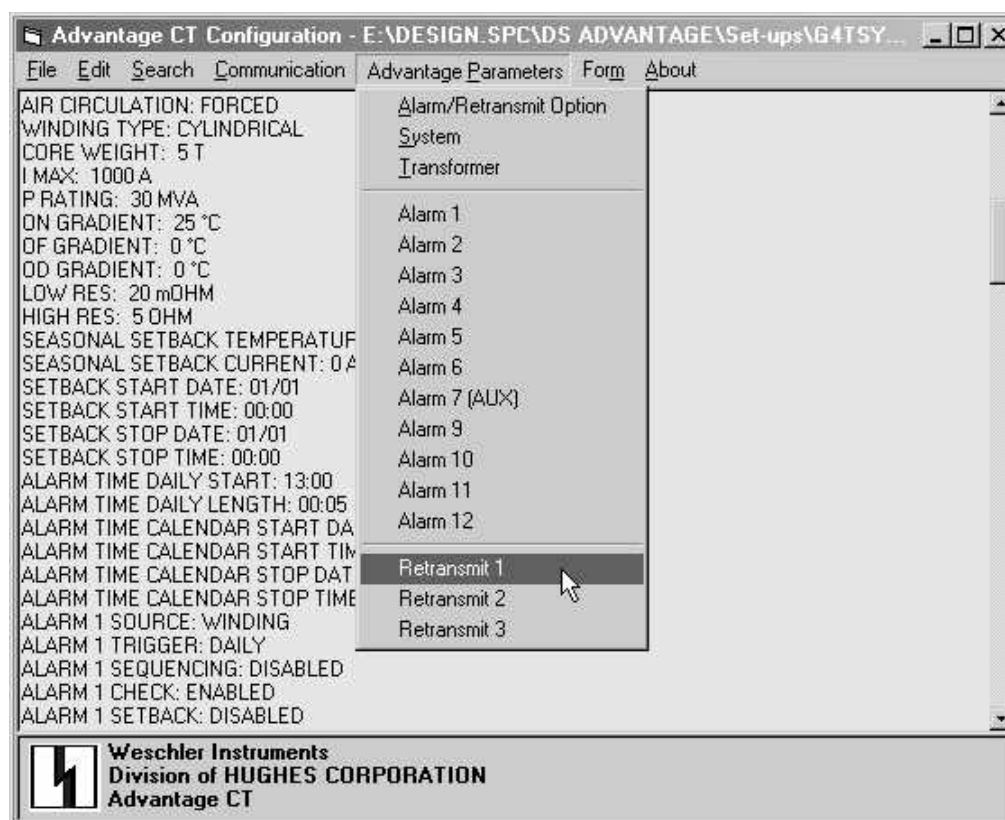 Advantage CT Configuration - E:\DESIGN.SPC\DS ADVANTAGE\Set-ups\G4TSY...
File Edit Search Communication Advantage Parameters Form About
AIR CIRCULATION: FORCED
WINDING TYPE: CYLINDRICAL
CORE WEIGHT: 5 T
I MAX: 1000 A
P RATING: 30 MVA
ON GRADIENT: 25 °C
OF GRADIENT: 0 °C
OD GRADIENT: 0 °C
LOW RES: 20 mOHM
HIGH RES: 5 OHM
SEASONAL SETBACK
SEASONAL SETBACK CURRENT: 0 A
SETBACK START DATE: 01/01
SETBACK START TIME: 00:00
SETBACK STOP DATE: 01/01
SETBACK STOP TIME: 00:00
ALARM TIME DAILY START: 13:00
ALARM TIME DAILY LENGTH: 00:05
ALARM TIME CALENDAR START DA
ALARM TIME CALENDAR START TIM
ALARM TIME CALENDAR STOP DAT
ALARM TIME CALENDAR STOP TIME
ALARM 1 SOURCE: WINDING
ALARM 1 TRIGGER: DAILY
ALARM 1 SEQUENCING: DISABLED
ALARM 1 CHECK: ENABLED
ALARM 1 SETBACK: DISABLED
Alarm/Retransmit Option
System
Transformer
Alarm 1
Alarm 2
Alarm 3
Alarm 4
Alarm 5
Alarm 6
Alarm 7 (AUX)
Alarm 9
Alarm 10
Alarm 11
Alarm 12
Retransmit 1
Retransmit 2
Retransmit 3
Weschler Instruments
Division of HUGHES CORPORATION
Advantage CT